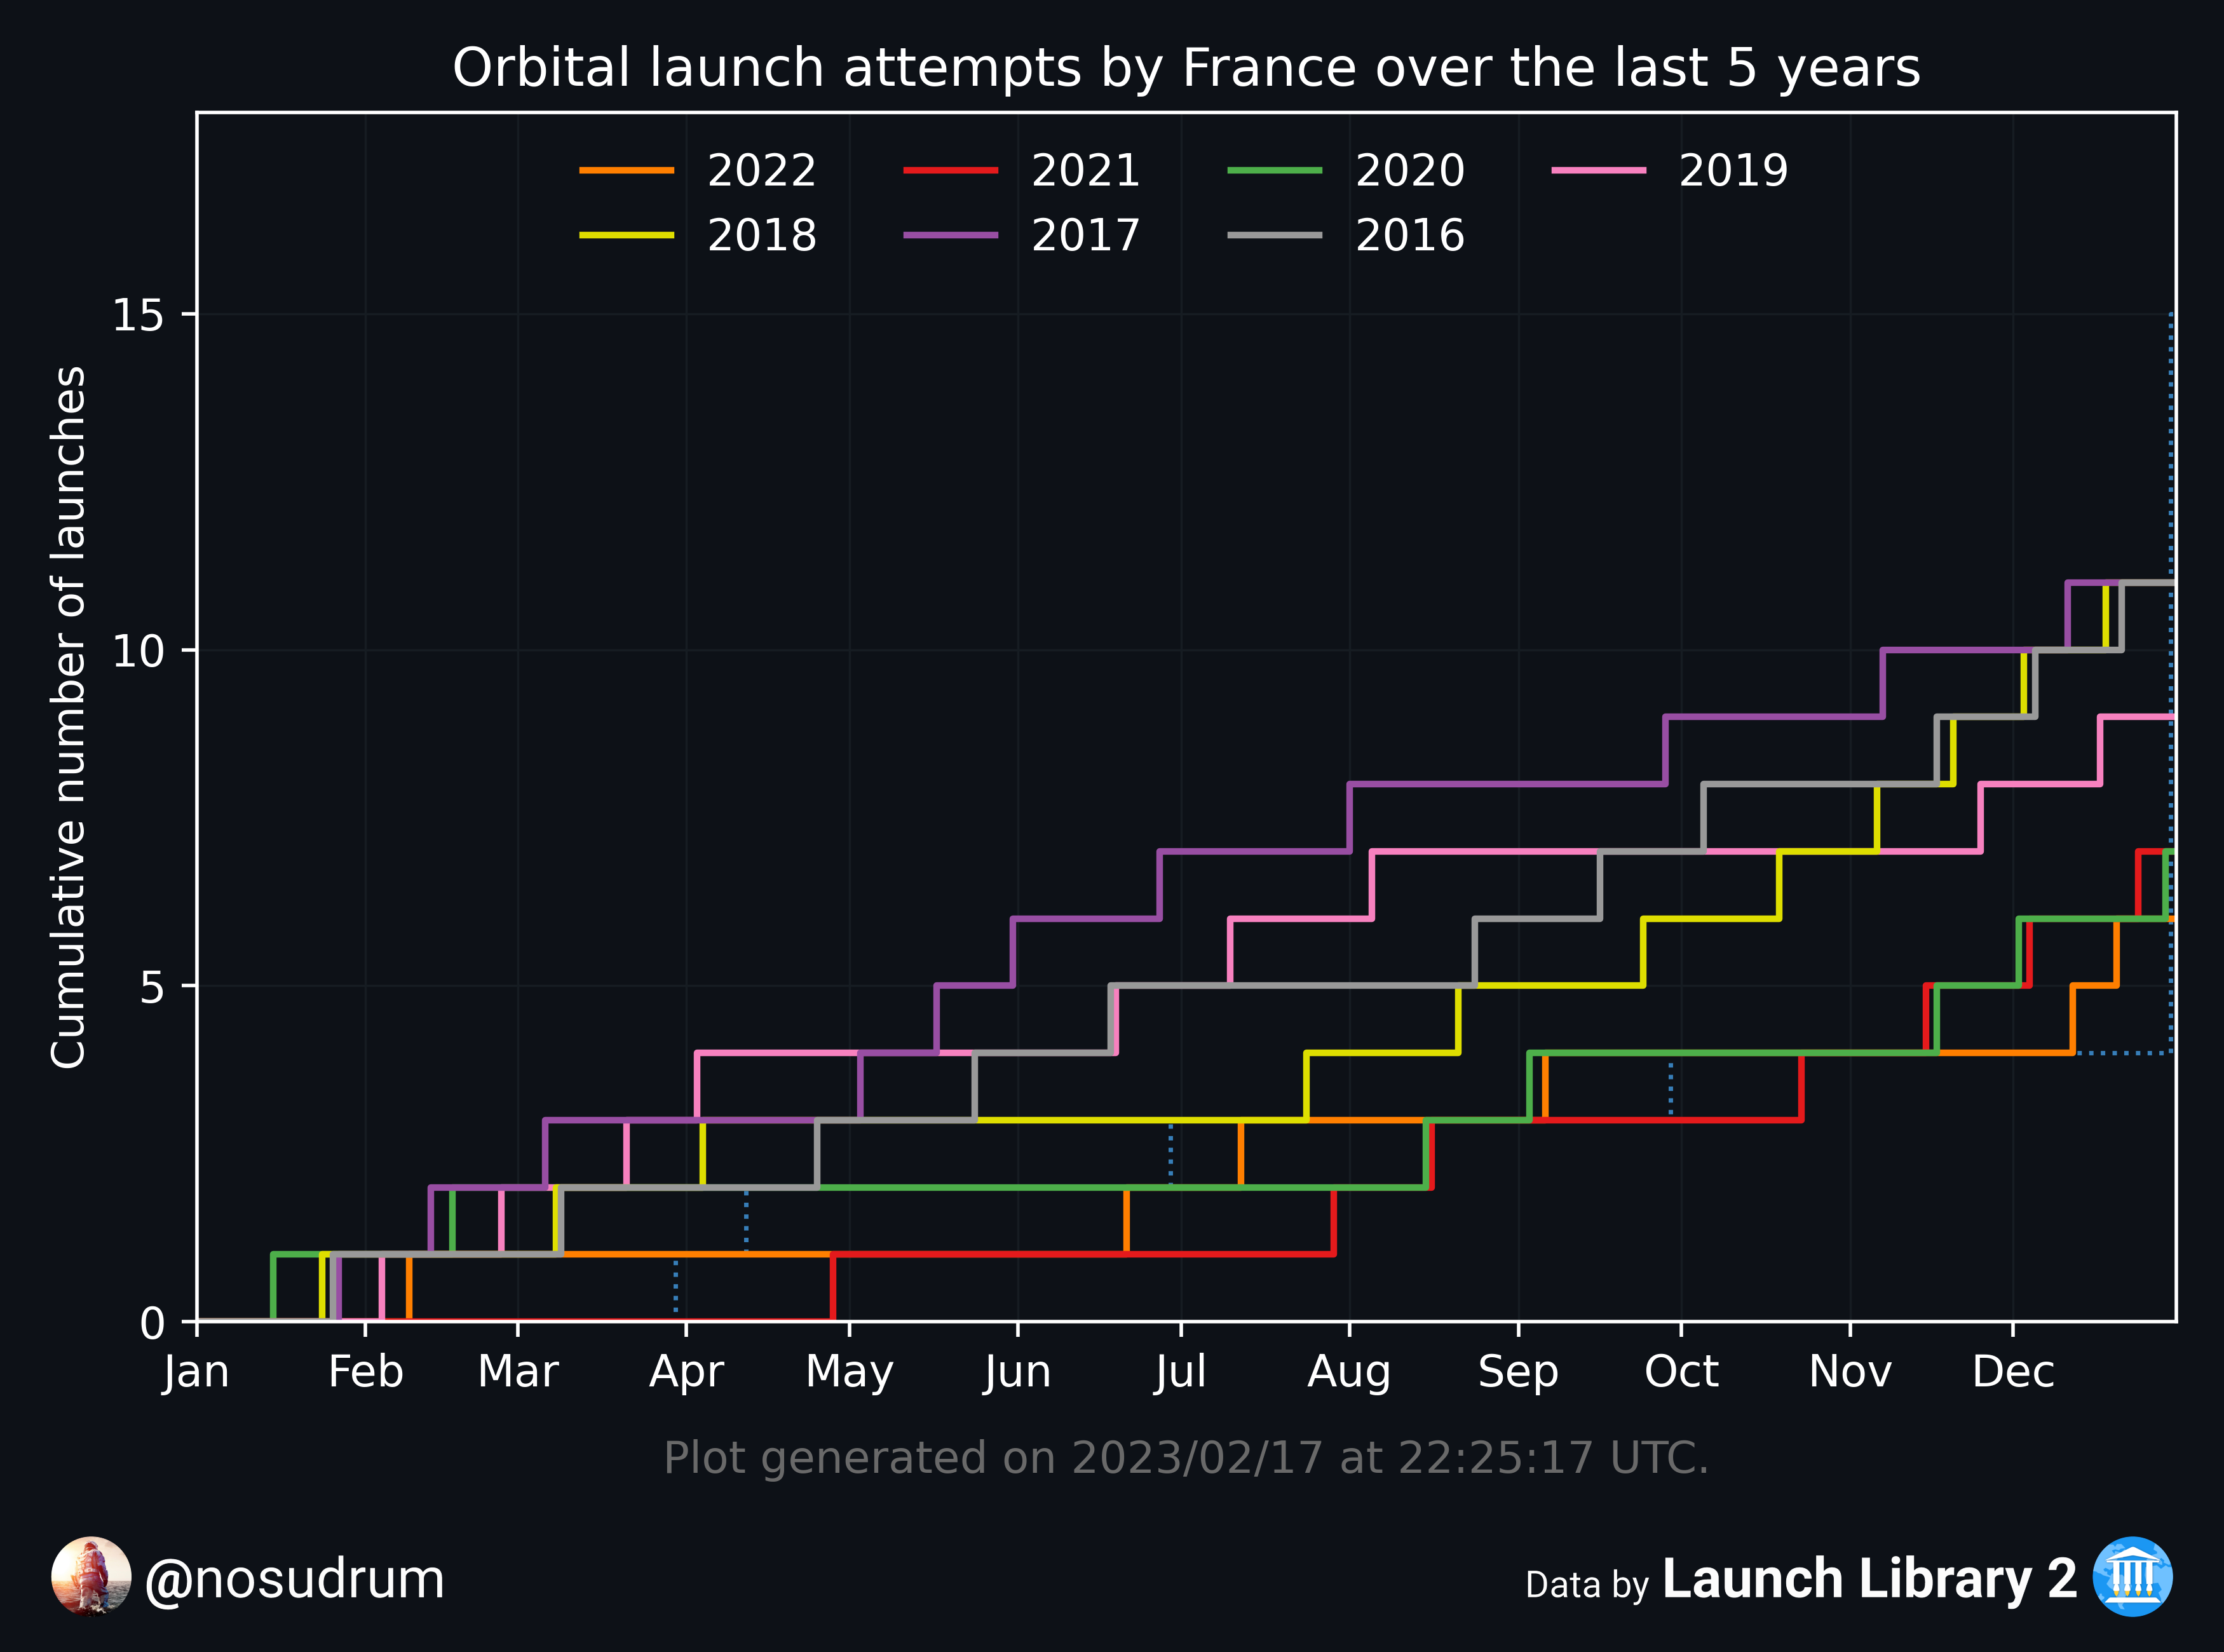 Orbital launch attempts by France over the last 5 years
2022 2021 2020 2019
2018 2017 2016
Cumulative number of launches
15
10
5
0
Jan Feb Mar Apr May Jun Jul Aug Sep Oct Nov Dec
Plot generated on 2023/02/17 at 22:25:17 UTC.
@nosudrum
Data by Launch Library 2